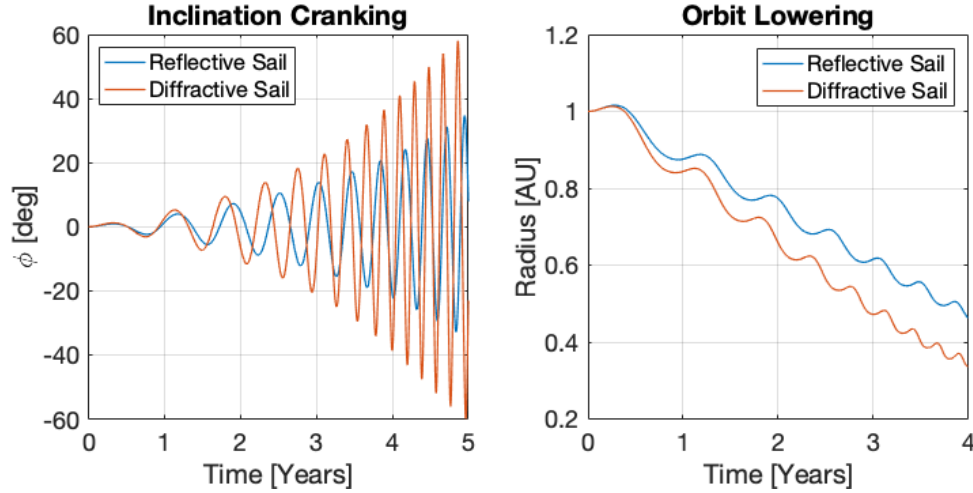 Inclination Cranking
60
40
20
0
-20
-40
-60
ϕ [deg]
Reflective Sail
Diffractive Sail
0 1 2 3 4 5
Time [Years]
Orbit Lowering
1.2
1
0.8
0.6
0.4
0.2
Radius [AU]
Reflective Sail
Diffractive Sail
0 1 2 3 4
Time [Years]